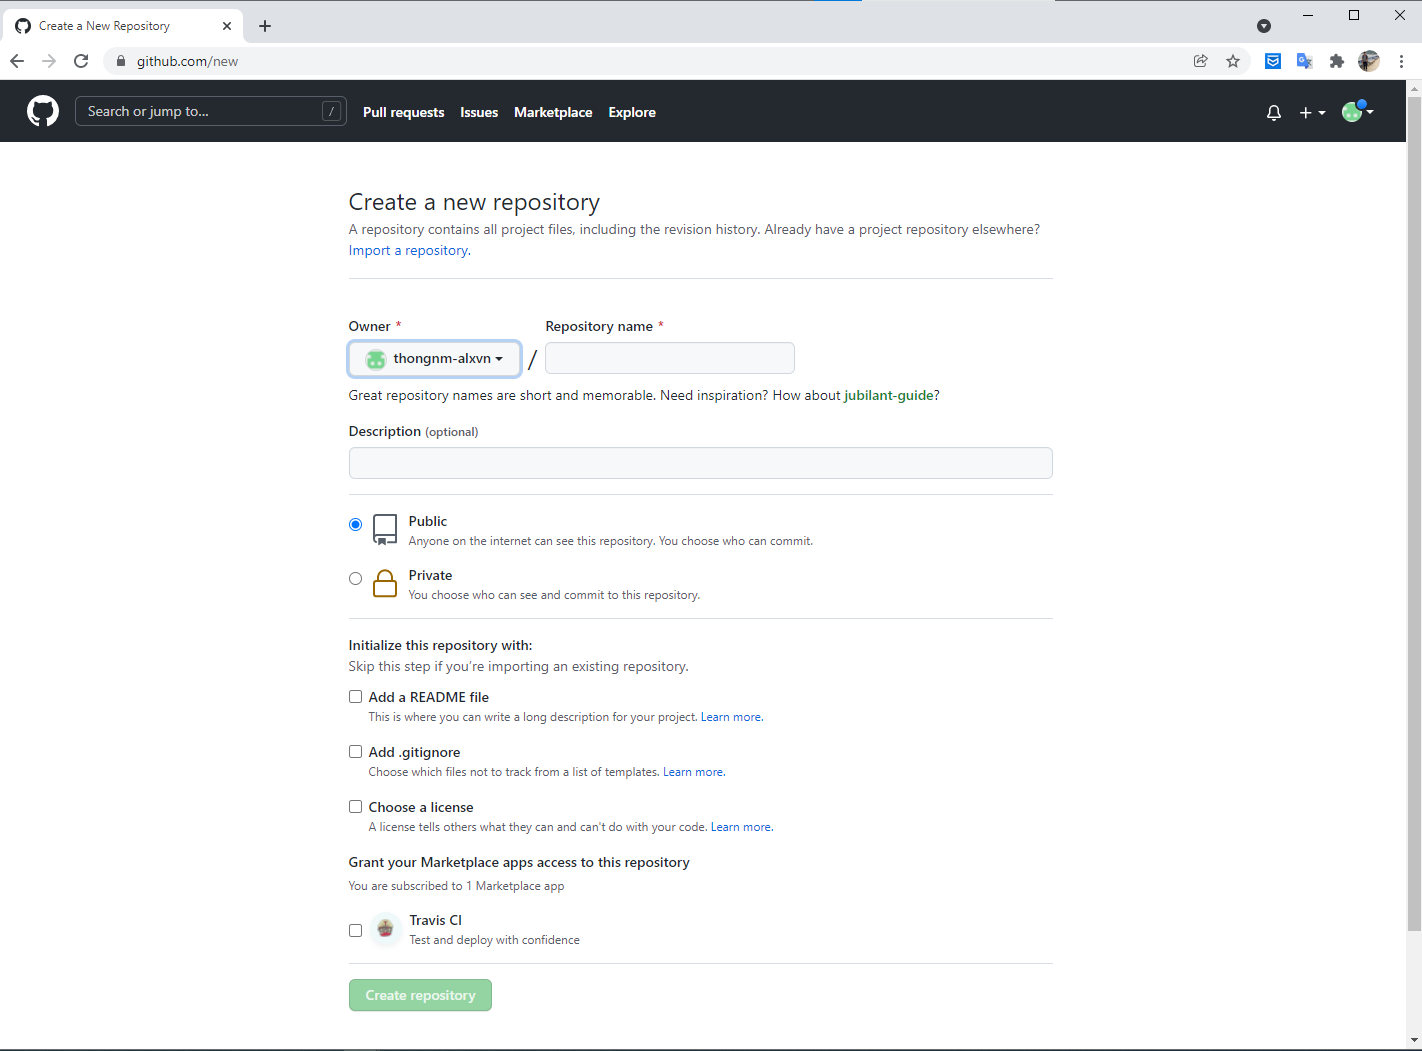 Create a New Repository
github.com/new
Search or jump to...
/
Pull requests
Issues
Marketplace
Explore
Create a new repository
A repository contains all project files, including the revision history. Already have a project repository elsewhere?
Import a repository.
Owner *
Repository name *
thongnm-alxvn
/
Great repository names are short and memorable. Need inspiration? How about jubilant-guide?
Description (optional)
Public
Anyone on the internet can see this repository. You choose who can commit.
Private
You choose who can see and commit to this repository.
Initialize this repository with:
Skip this step if you're importing an existing repository.
Add a README file
This is where you can write a long description for your project. Learn more.
Add .gitignore
Choose which files not to track from a list of templates. Learn more.
Choose a license
A license tells others what they can and can't do with your code. Learn more.
Grant your Marketplace apps access to this repository
You are subscribed to 1 Marketplace app
Travis CI
Test and deploy with confidence
Create repository